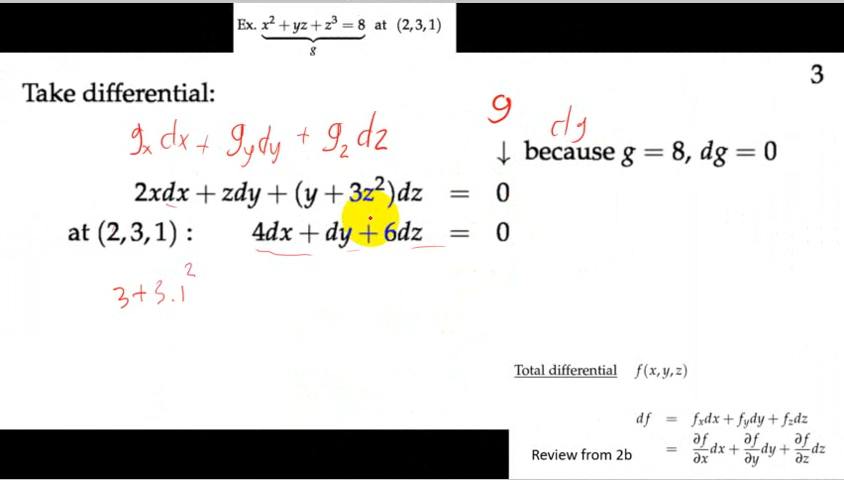 Ex. x² + yz + z³ = 8 at (2,3,1)
g
3
Take differential:
g dg
gₓ dx + g_y dy + g_z dz
↓ because g = 8, dg = 0
2xdx + zdy + (y + 3z²)dz = 0
at (2,3,1) : 4dx + dy + 6dz = 0
3+3.1²
Total differential f(x,y,z)
df = fₓdx + f_ydy + f_zdz
Review from 2b = ∂f/∂x dx + ∂f/∂y dy + ∂f/∂z dz